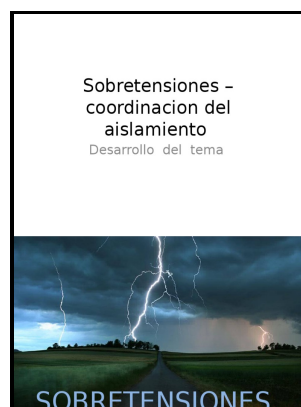 Sobretensiones –
coordinacion del
aislamiento
Desarrollo del tema
SOBRETENSIONES